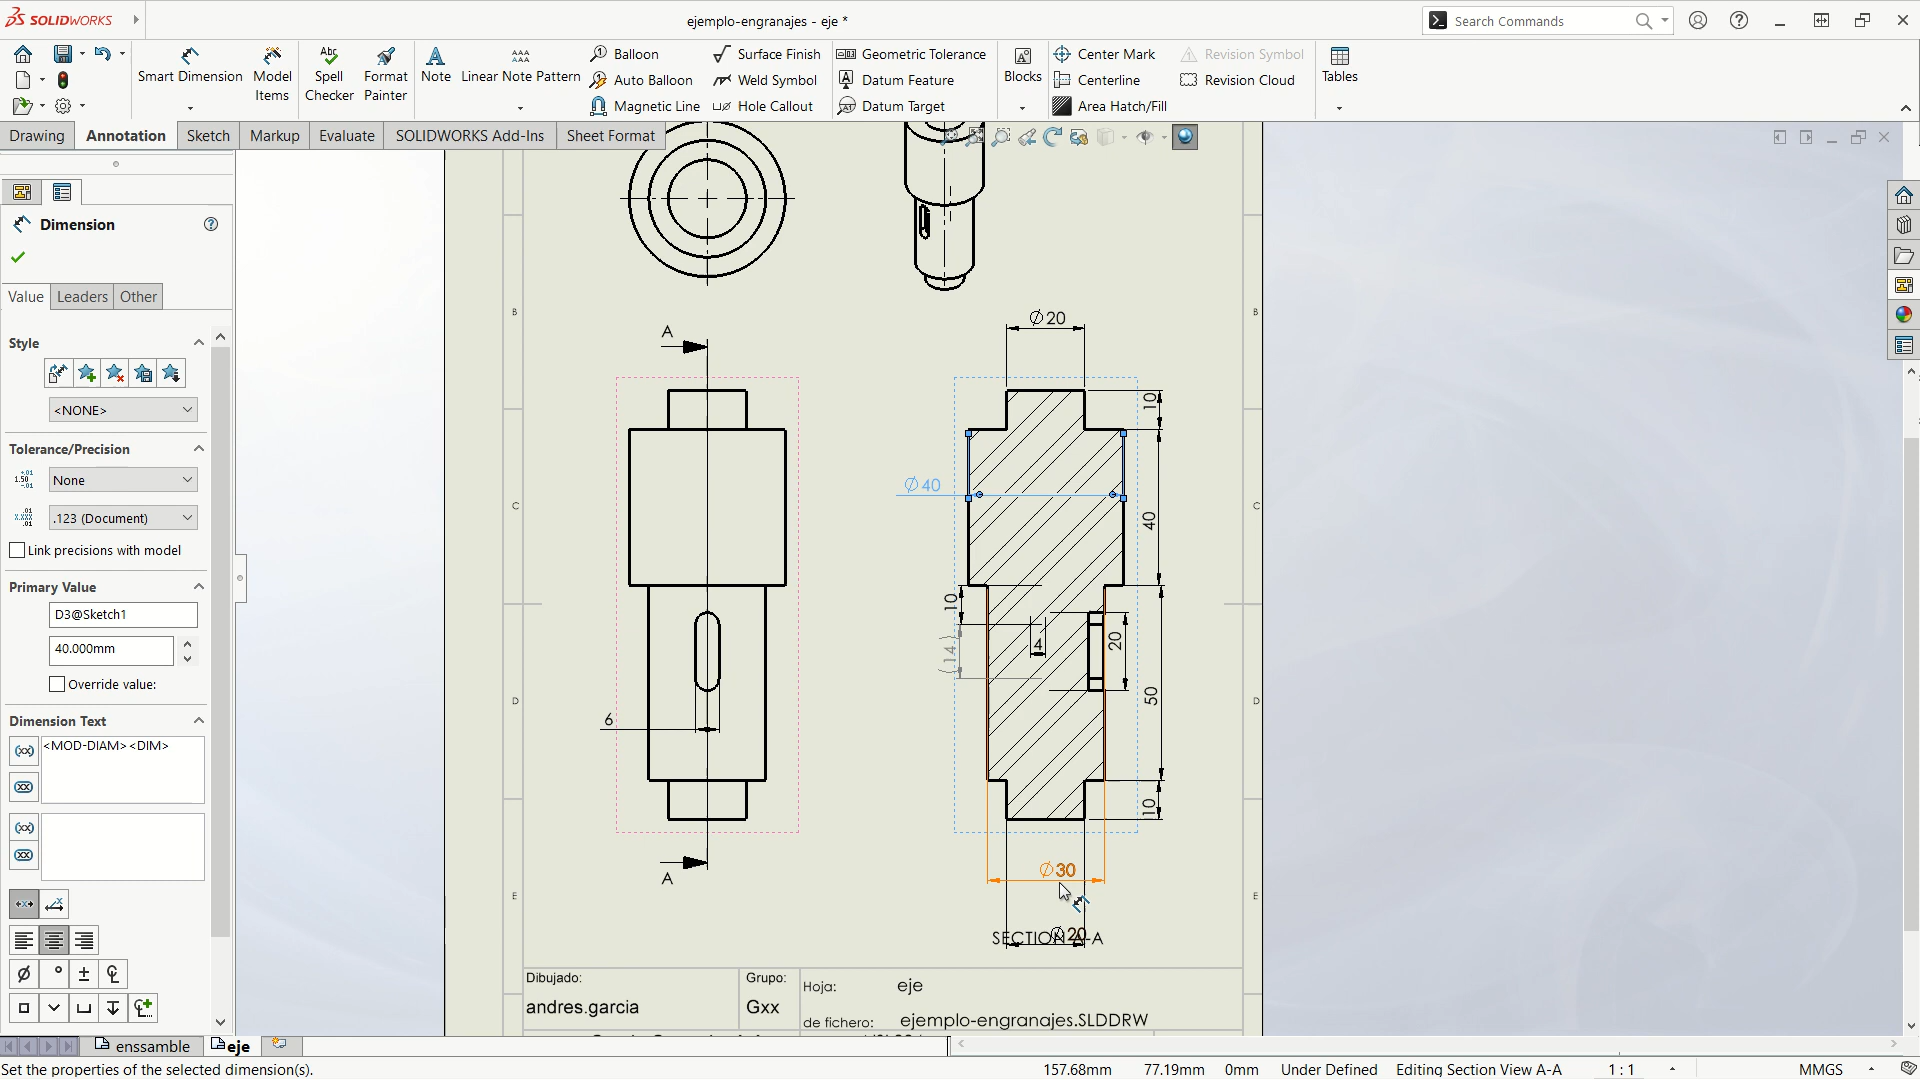 SOLIDWORKS
ejemplo-engranajes - eje *
Search Commands
Smart Dimension
Model Items
Spell Checker
Format Painter
Note
Linear Note Pattern
Balloon
Auto Balloon
Magnetic Line
Surface Finish
Weld Symbol
Hole Callout
Geometric Tolerance
Datum Feature
Datum Target
Blocks
Center Mark
Centerline
Area Hatch/Fill
Revision Symbol
Revision Cloud
Tables
Drawing
Annotation
Sketch
Markup
Evaluate
SOLIDWORKS Add-Ins
Sheet Format
Dimension
Value
Leaders
Other
Style
<NONE>
Tolerance/Precision
None
.123 (Document)
Link precisions with model
Primary Value
D3@Sketch1
40.000mm
Override value:
Dimension Text
<MOD-DIAM><DIM>
B
B
C
C
D
D
E
E
A
A
6
∅20
10
∅40
40
10
(14)
4
20
50
10
∅30
∅20
SECTION A-A
Dibujado:
andres.garcia
Grupo:
Gxx
Hoja:
eje
de fichero:
ejemplo-engranajes.SLDDRW
enssamble
eje
Set the properties of the selected dimension(s).
157.68mm
77.19mm
0mm
Under Defined
Editing Section View A-A
1 : 1
MMGS